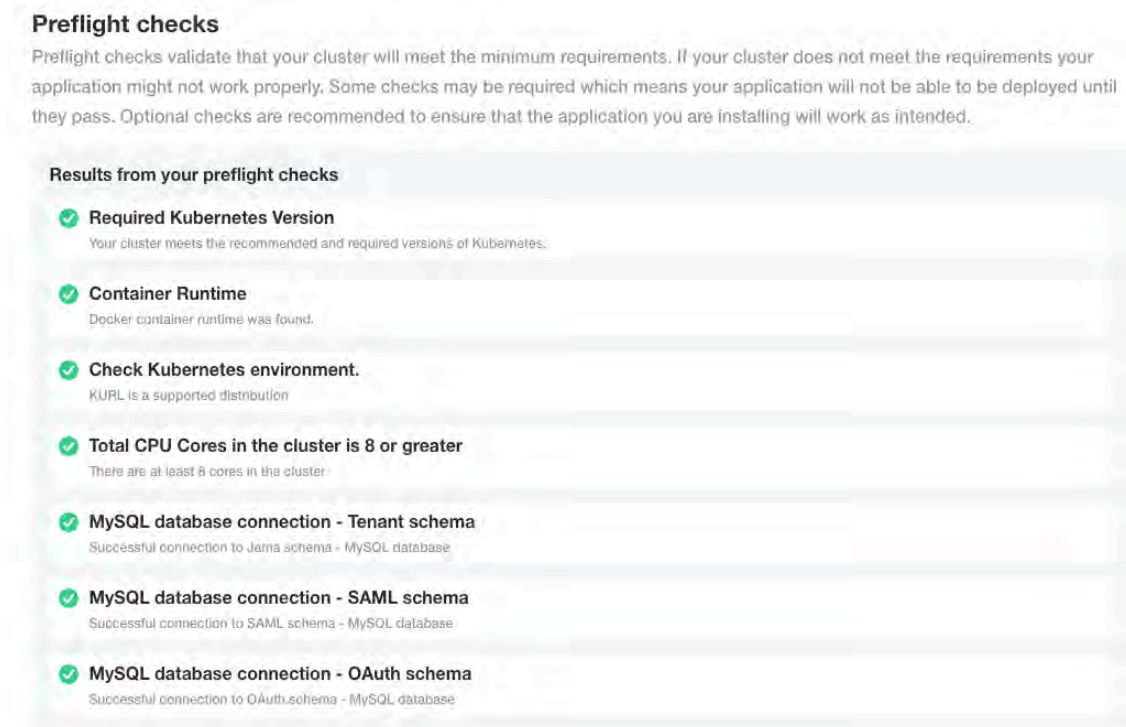 Preflight checks
Preflight checks validate that your cluster will meet the minimum requirements. If your cluster does not meet the requirements your
application might not work properly. Some checks may be required which means your application will not be able to be deployed until
they pass. Optional checks are recommended to ensure that the application you are installing will work as intended.
Results from your preflight checks
Required Kubernetes Version
Your cluster meets the recommended and required versions of Kubernetes.
Container Runtime
Docker container runtime was found.
Check Kubernetes environment.
KURL is a supported distribution
Total CPU Cores in the cluster is 8 or greater
There are at least 8 cores in the cluster
MySQL database connection - Tenant schema
Successful connection to Jama schema - MySQL database
MySQL database connection - SAML schema
Successful connection to SAML schema - MySQL database
MySQL database connection - OAuth schema
Successful connection to OAuth schema - MySQL database